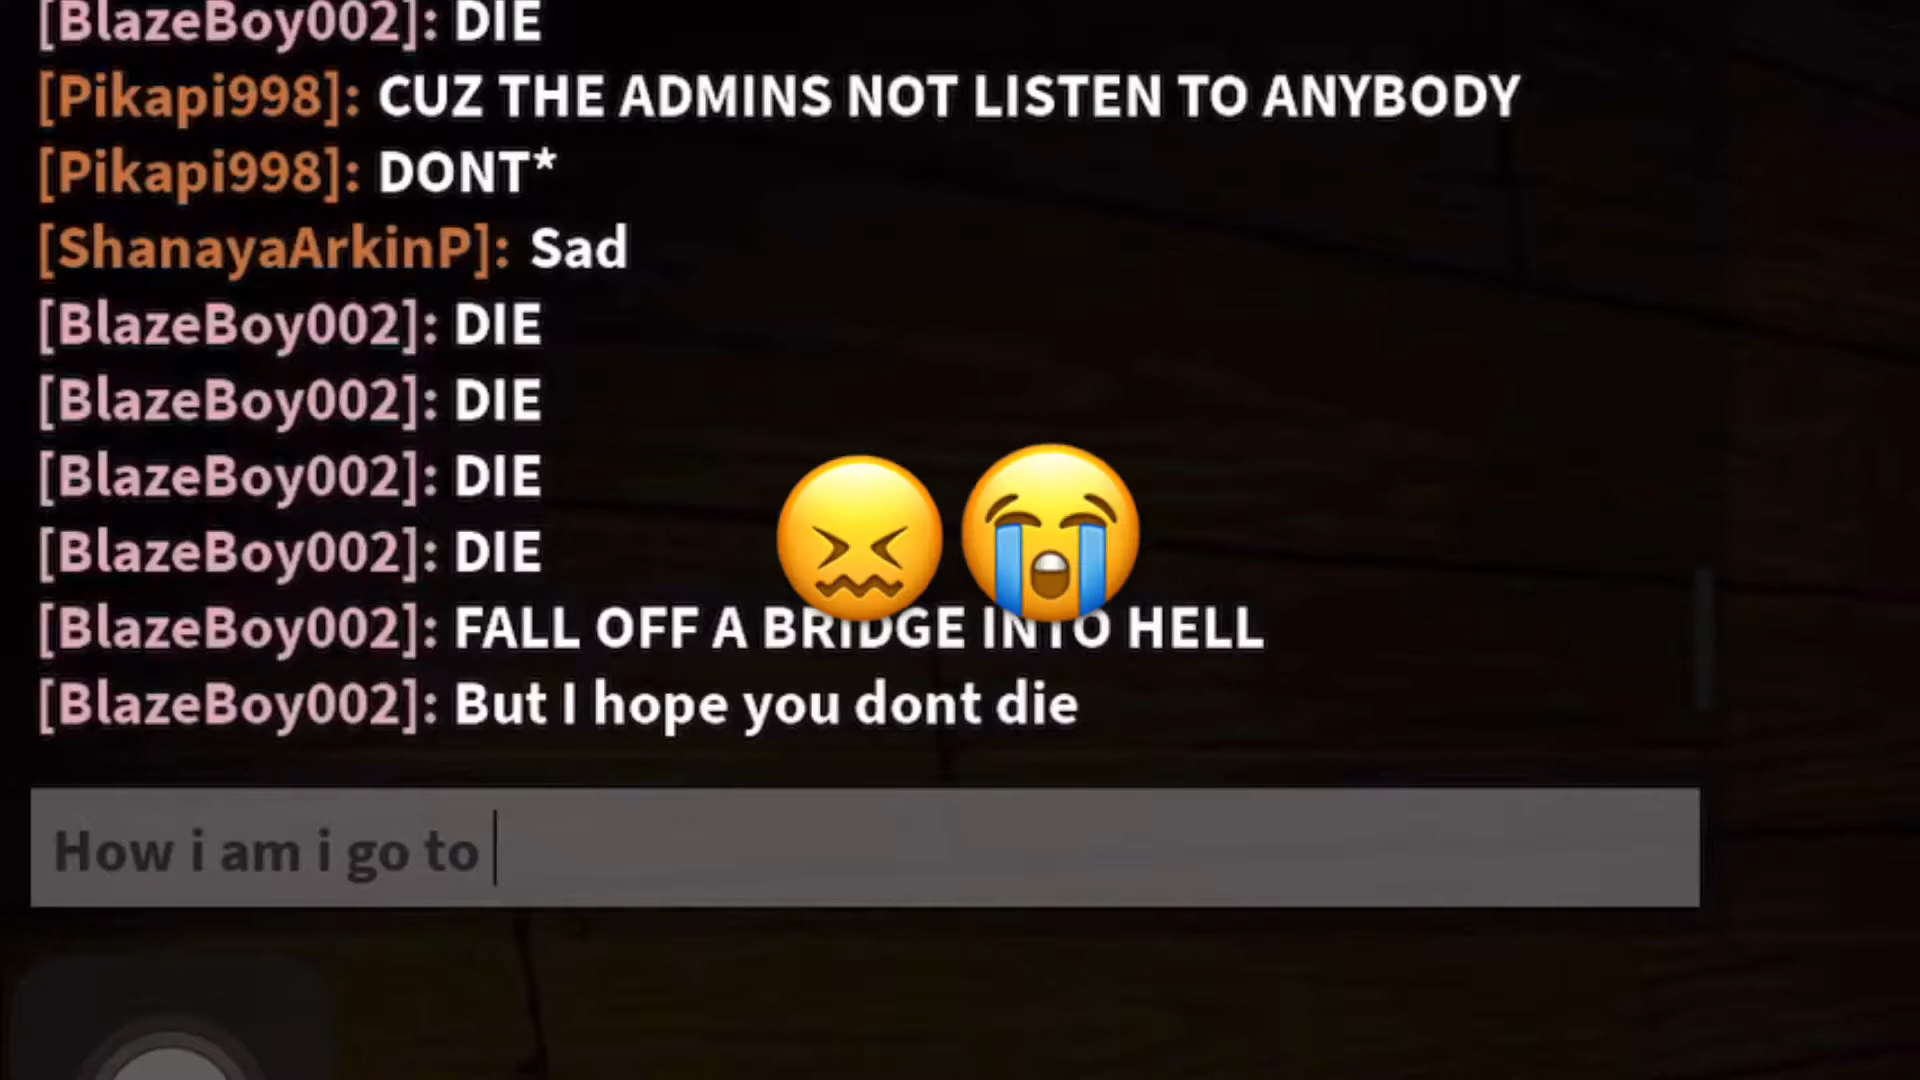 [BlazeBoy002]: DIE
[Pikapi998]: CUZ THE ADMINS NOT LISTEN TO ANYBODY
[Pikapi998]: DONT*
[ShanayaArkinP]: Sad
[BlazeBoy002]: DIE
[BlazeBoy002]: DIE
[BlazeBoy002]: DIE
[BlazeBoy002]: DIE
[BlazeBoy002]: FALL OFF A BRIDGE INTO HELL
[BlazeBoy002]: But I hope you dont die
How i am i go to